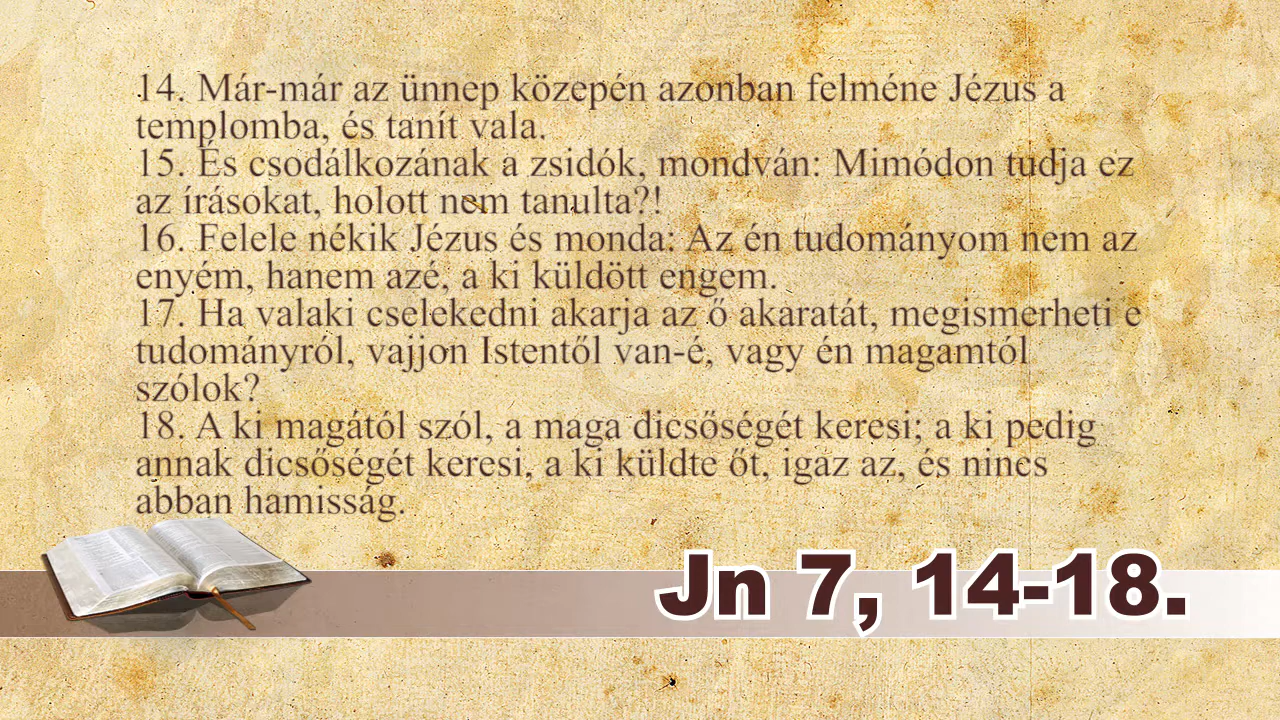 14. Már-már az ünnep közepén azonban felméne Jézus a
templomba, és tanít vala.
15. És csodálkozának a zsidók, mondván: Mimódon tudja ez
az írásokat, holott nem tanulta?!
16. Felele nékik Jézus és monda: Az én tudományom nem az
enyém, hanem azé, a ki küldött engem.
17. Ha valaki cselekedni akarja az ő akaratát, megismerheti e
tudományról, vajjon Istentől van-é, vagy én magamtól
szólok?
18. A ki magától szól, a maga dicsőségét keresi; a ki pedig
annak dicsőségét keresi, a ki küldte őt, igaz az, és nincs
abban hamisság.
Jn 7, 14-18.